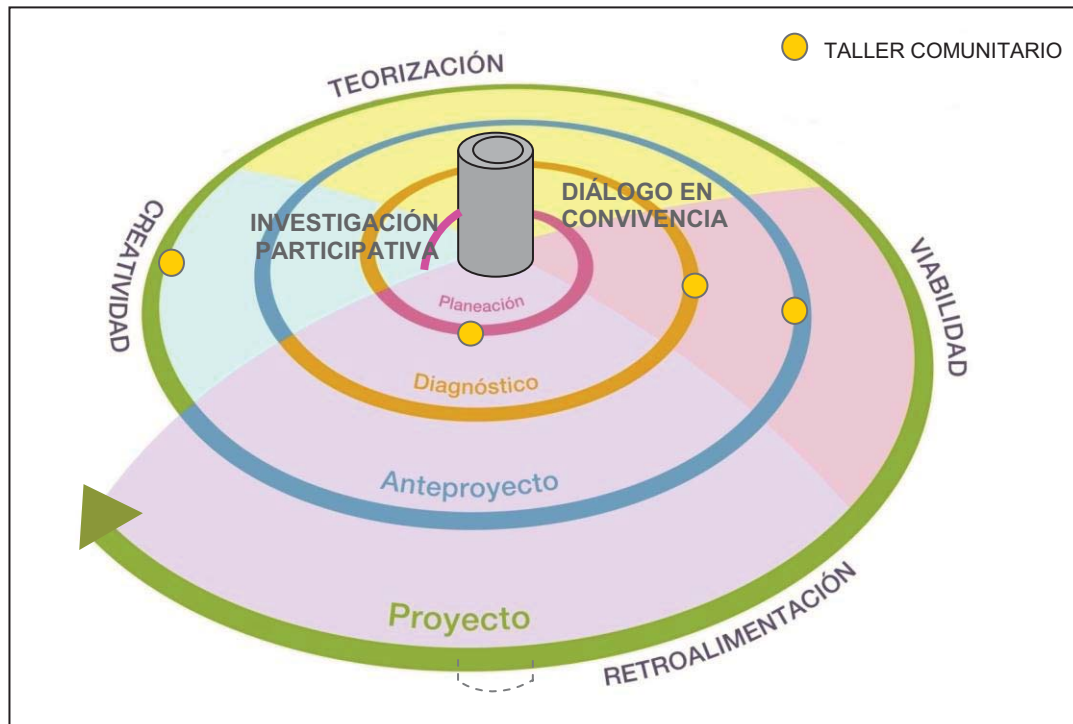 TALLER COMUNITARIO
TEORIZACIÓN
DIÁLOGO EN
CONVIVENCIA
INVESTIGACIÓN
PARTICIPATIVA
CREATIVIDAD
VIABILIDAD
Planeación
Diagnóstico
Anteproyecto
Proyecto
RETROALIMENTACIÓN